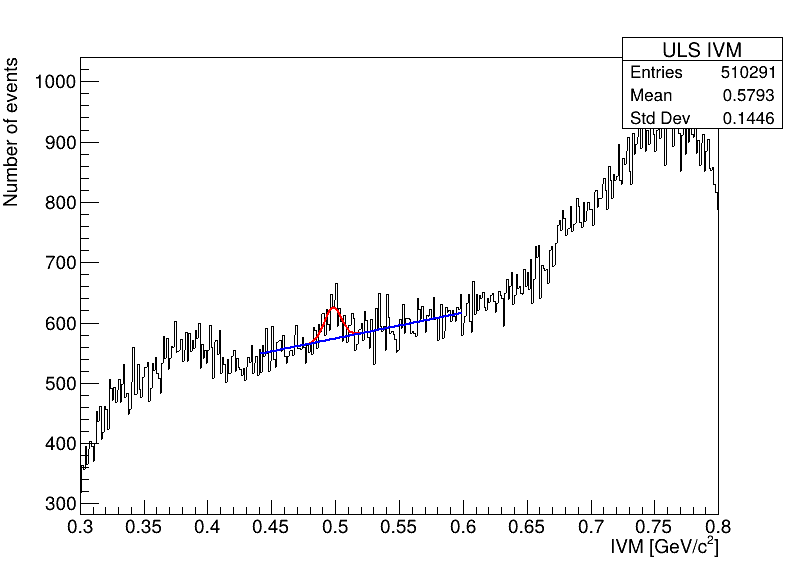 ULS IVM
Entries 510291
Mean 0.5793
Std Dev 0.1446
Number of events
1000
900
800
700
600
500
400
300
0.3 0.35 0.4 0.45 0.5 0.55 0.6 0.65 0.7 0.75 0.8
IVM [GeV/c²]